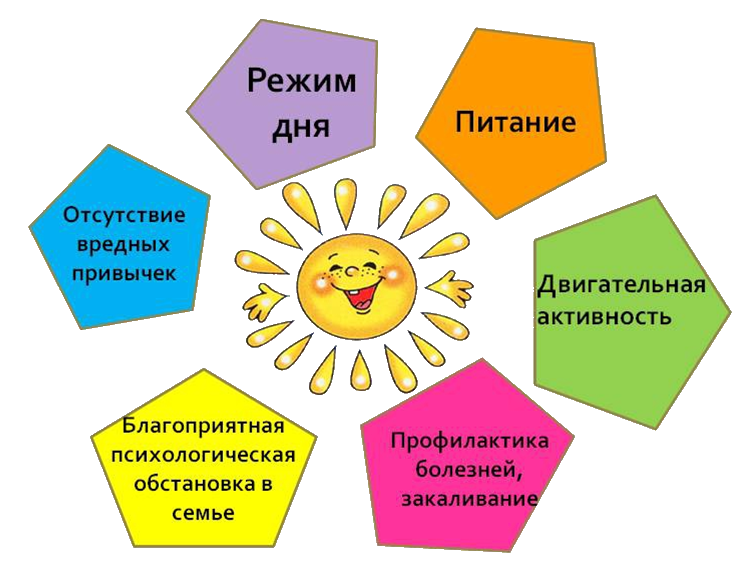 Режим
дня
Питание
Отсутствие
вредных
привычек
Двигательная
активность
Благоприятная
психологическая
обстановка в
семье
Профилактика
болезней,
закаливание